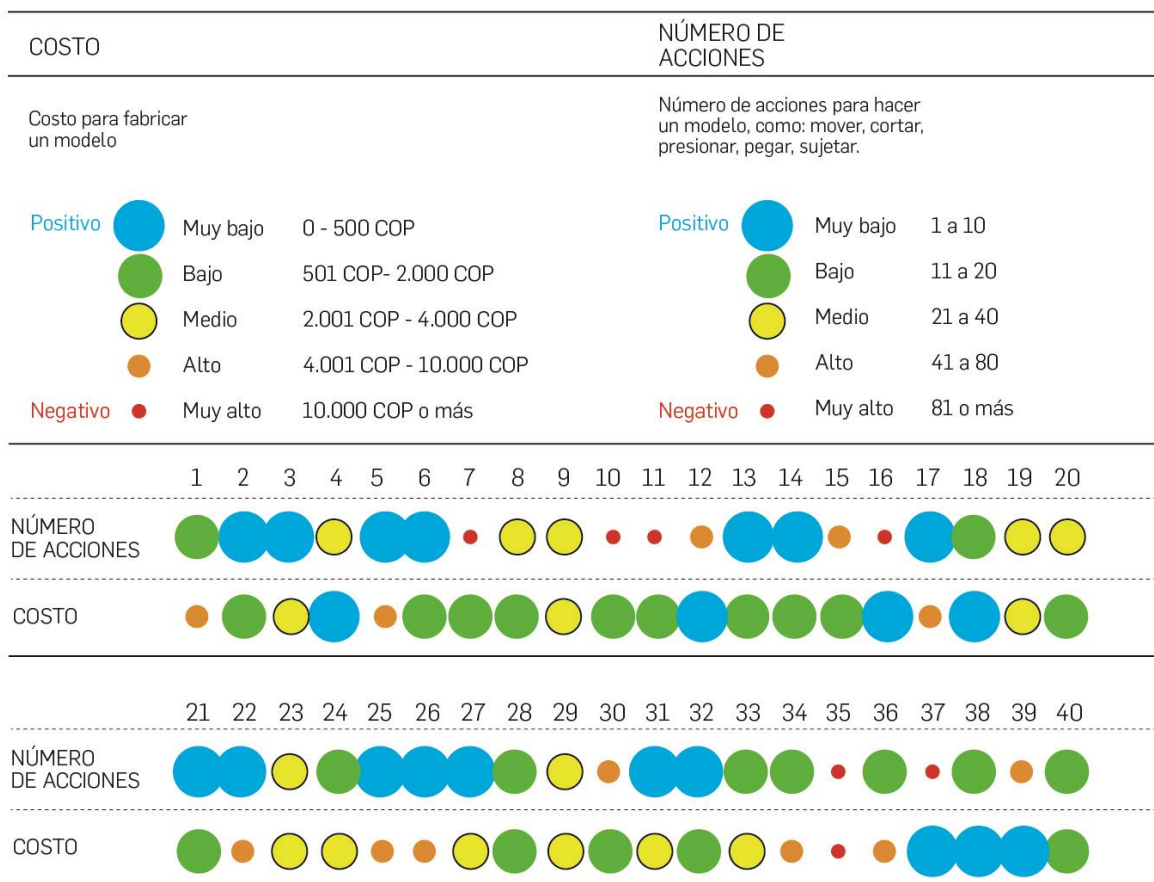 COSTO
NÚMERO DE
ACCIONES
Costo para fabricar
un modelo
Número de acciones para hacer
un modelo, como: mover, cortar,
presionar, pegar, sujetar.
Positivo Muy bajo 0 - 500 COP
Bajo 501 COP- 2.000 COP
Medio 2.001 COP - 4.000 COP
Alto 4.001 COP - 10.000 COP
Negativo Muy alto 10.000 COP o más
Positivo Muy bajo 1 a 10
Bajo 11 a 20
Medio 21 a 40
Alto 41 a 80
Negativo Muy alto 81 o más
1 2 3 4 5 6 7 8 9 10 11 12 13 14 15 16 17 18 19 20
NÚMERO
DE ACCIONES
COSTO
21 22 23 24 25 26 27 28 29 30 31 32 33 34 35 36 37 38 39 40
NÚMERO
DE ACCIONES
COSTO